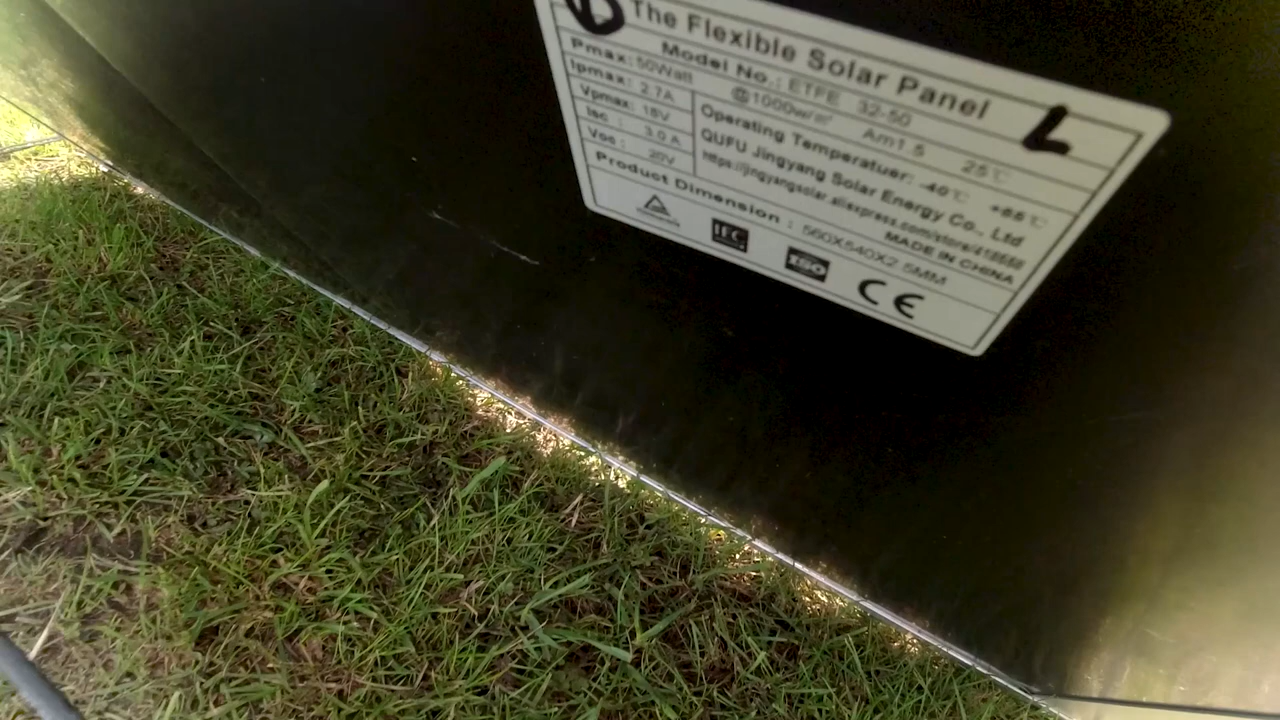 The Flexible Solar Panel
L
Model No.: ETFE 32-50
Pmax: 50Watt @1000w/m² Am1.5 25℃
Ipmax: 2.7A
Operating Temperatuer: -40℃
Vpmax: 18V
QUFU Jingyang Solar Energy Co., Ltd
Isc : 3.0 A
Voc : 20V
MADE IN CHINA
Product Dimension : 560X540X2.5MM
IEC
ISO
CE